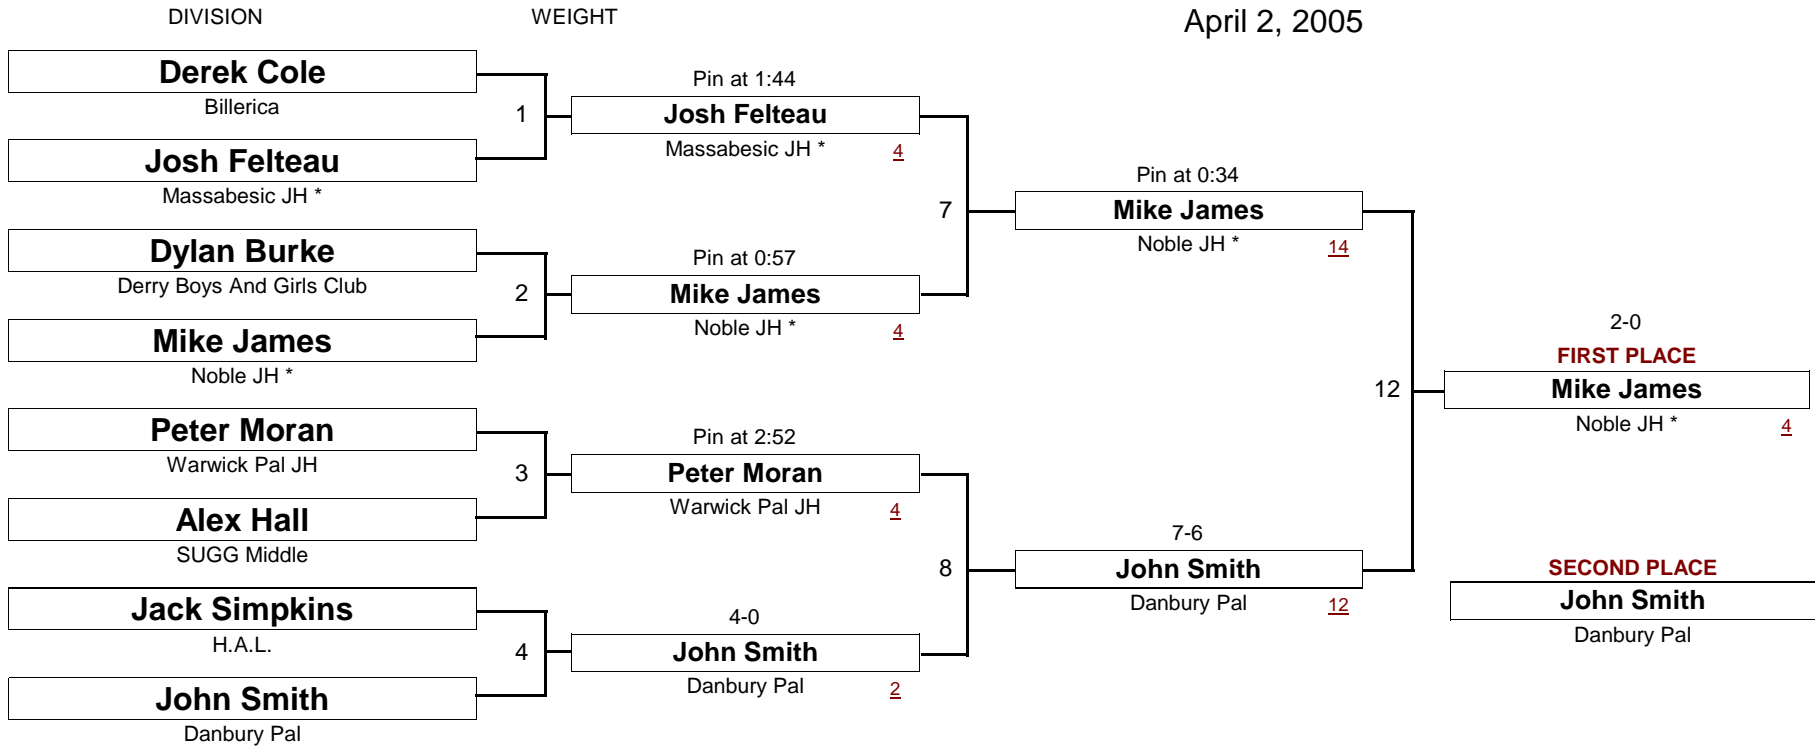 DIVISION
WEIGHT
April 2, 2005
Derek Cole
Billerica
1
Josh Felteau
Massabesic JH *
Dylan Burke
Derry Boys And Girls Club
2
Mike James
Noble JH *
Peter Moran
Warwick Pal JH
3
Alex Hall
SUGG Middle
Jack Simpkins
H.A.L.
4
John Smith
Danbury Pal
Pin at 1:44
Josh Felteau
Massabesic JH * 4
7
Pin at 0:57
Mike James
Noble JH * 4
Pin at 2:52
Peter Moran
Warwick Pal JH 4
8
4-0
John Smith
Danbury Pal 2
Pin at 0:34
Mike James
Noble JH * 14
12
7-6
John Smith
Danbury Pal 12
2-0
FIRST PLACE
Mike James
Noble JH * 4
SECOND PLACE
John Smith
Danbury Pal